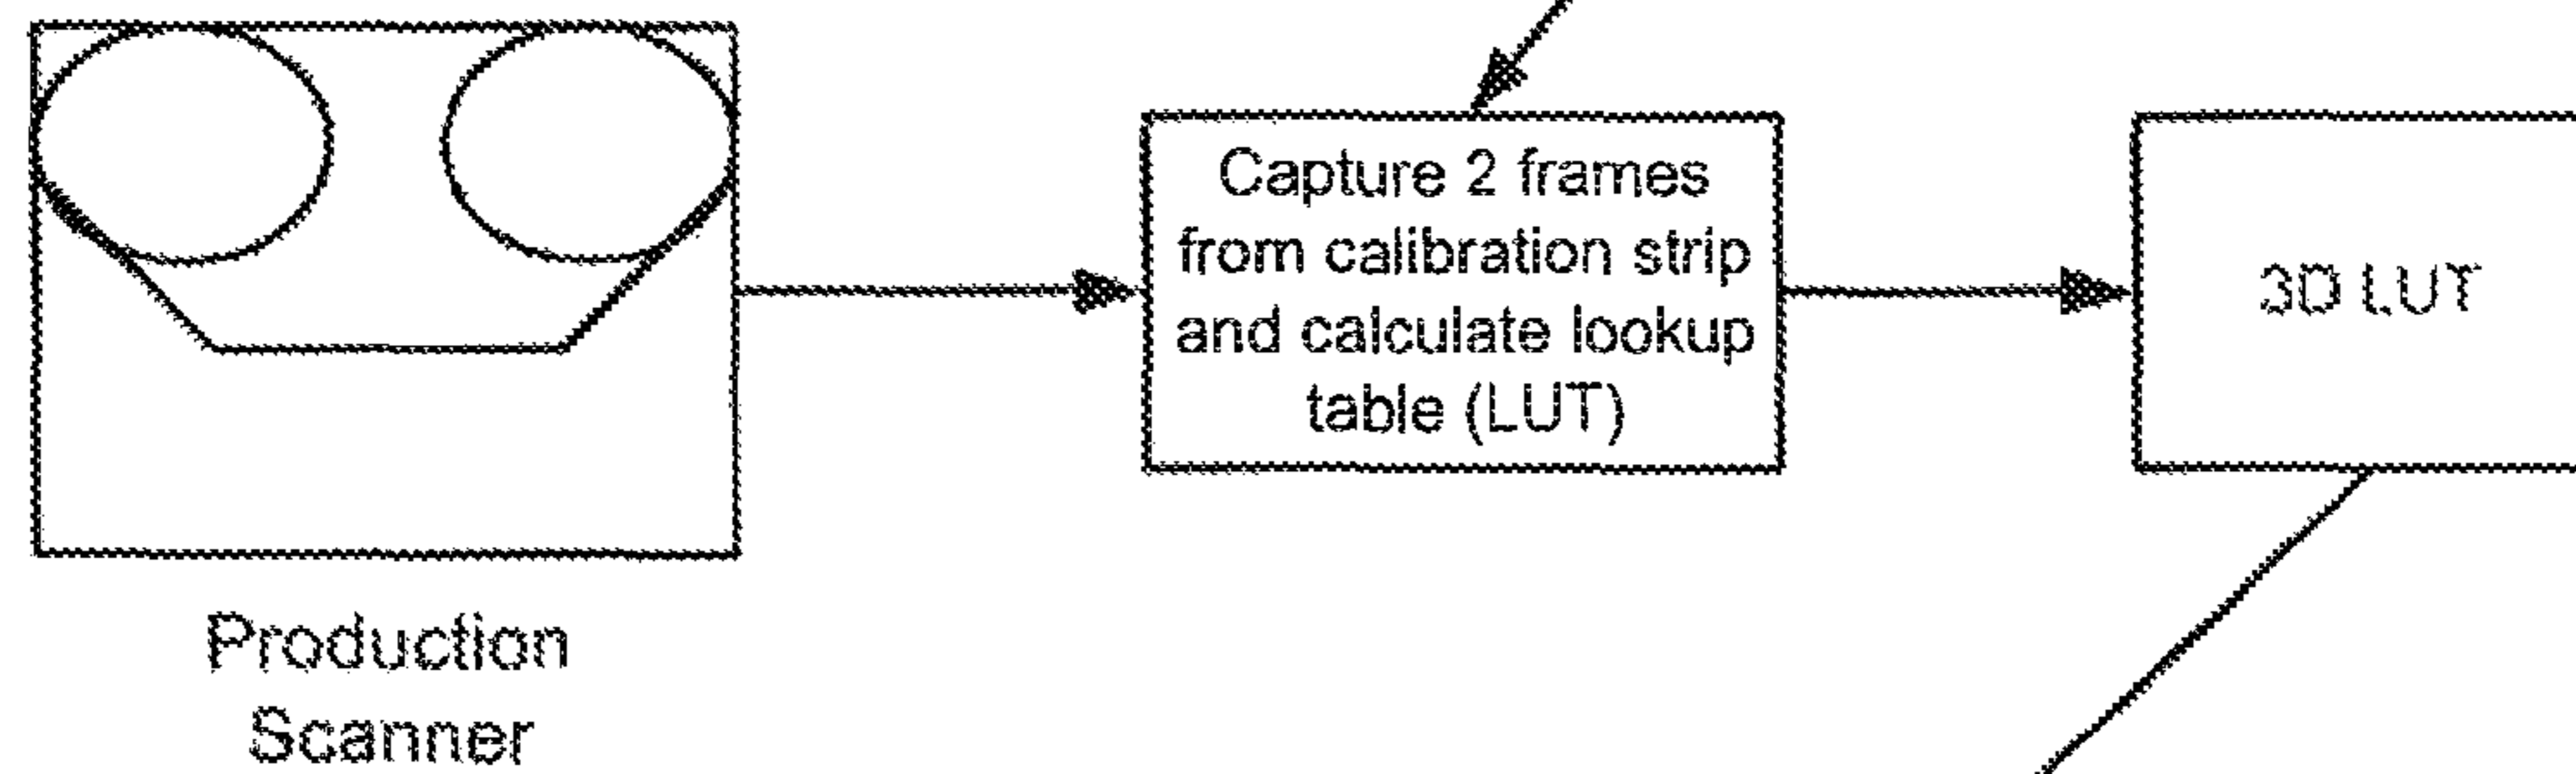 Capture 2 frames
from calibration strip
and calculate lookup
table (LUT)
3D LUT
Production
Scanner